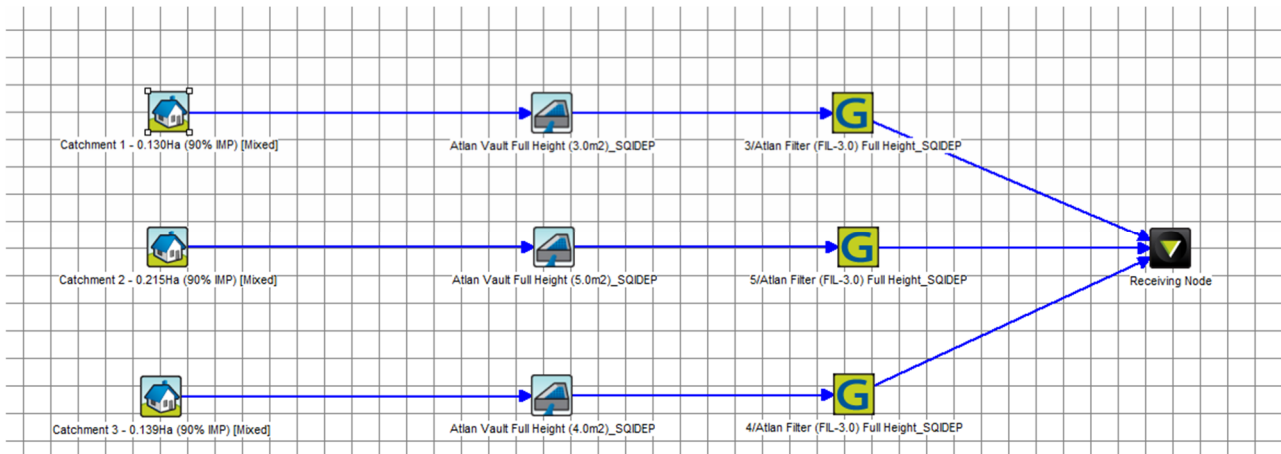 G
Catchment 1 - 0.130Ha (90% IMP) [Mixed]
Atlan Vault Full Height (3.0m2)_SQIDEP
3/Atlan Filter (FIL-3.0) Full Height_SQIDEP
G
Catchment 2 - 0.215Ha (90% IMP) [Mixed]
Atlan Vault Full Height (5.0m2)_SQIDEP
5/Atlan Filter (FIL-3.0) Full Height_SQIDEP
Receiving Node
G
Catchment 3 - 0.139Ha (90% IMP) [Mixed]
Atlan Vault Full Height (4.0m2)_SQIDEP
4/Atlan Filter (FIL-3.0) Full Height_SQIDEP